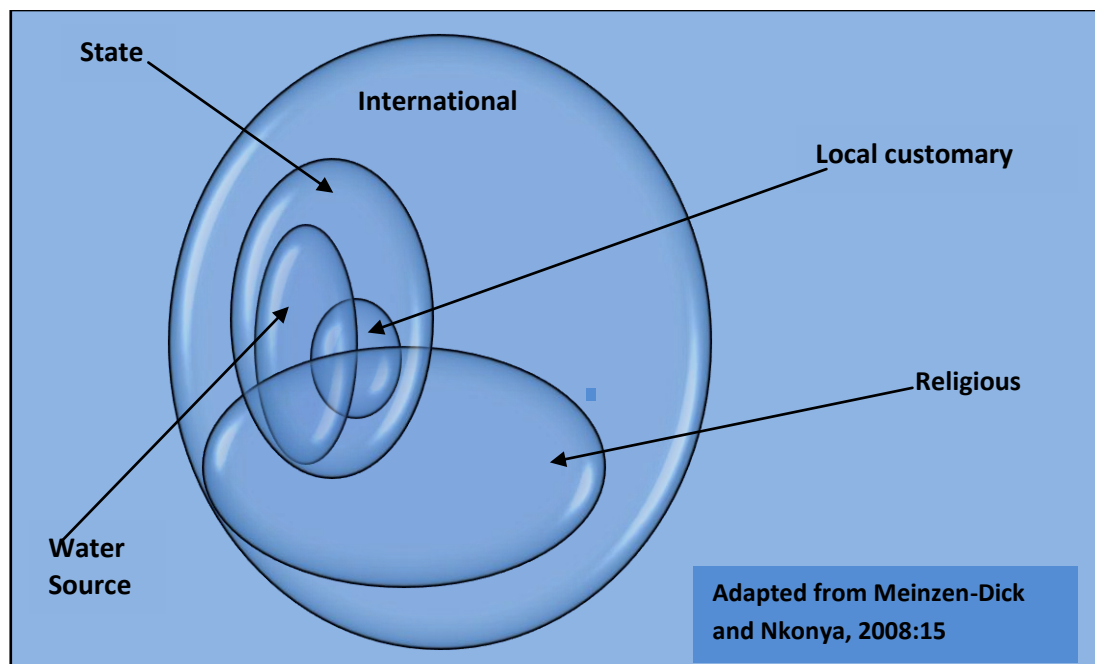 State
International
Local customary
Religious
Water
Source
Adapted from Meinzen-Dick
and Nkonya, 2008:15